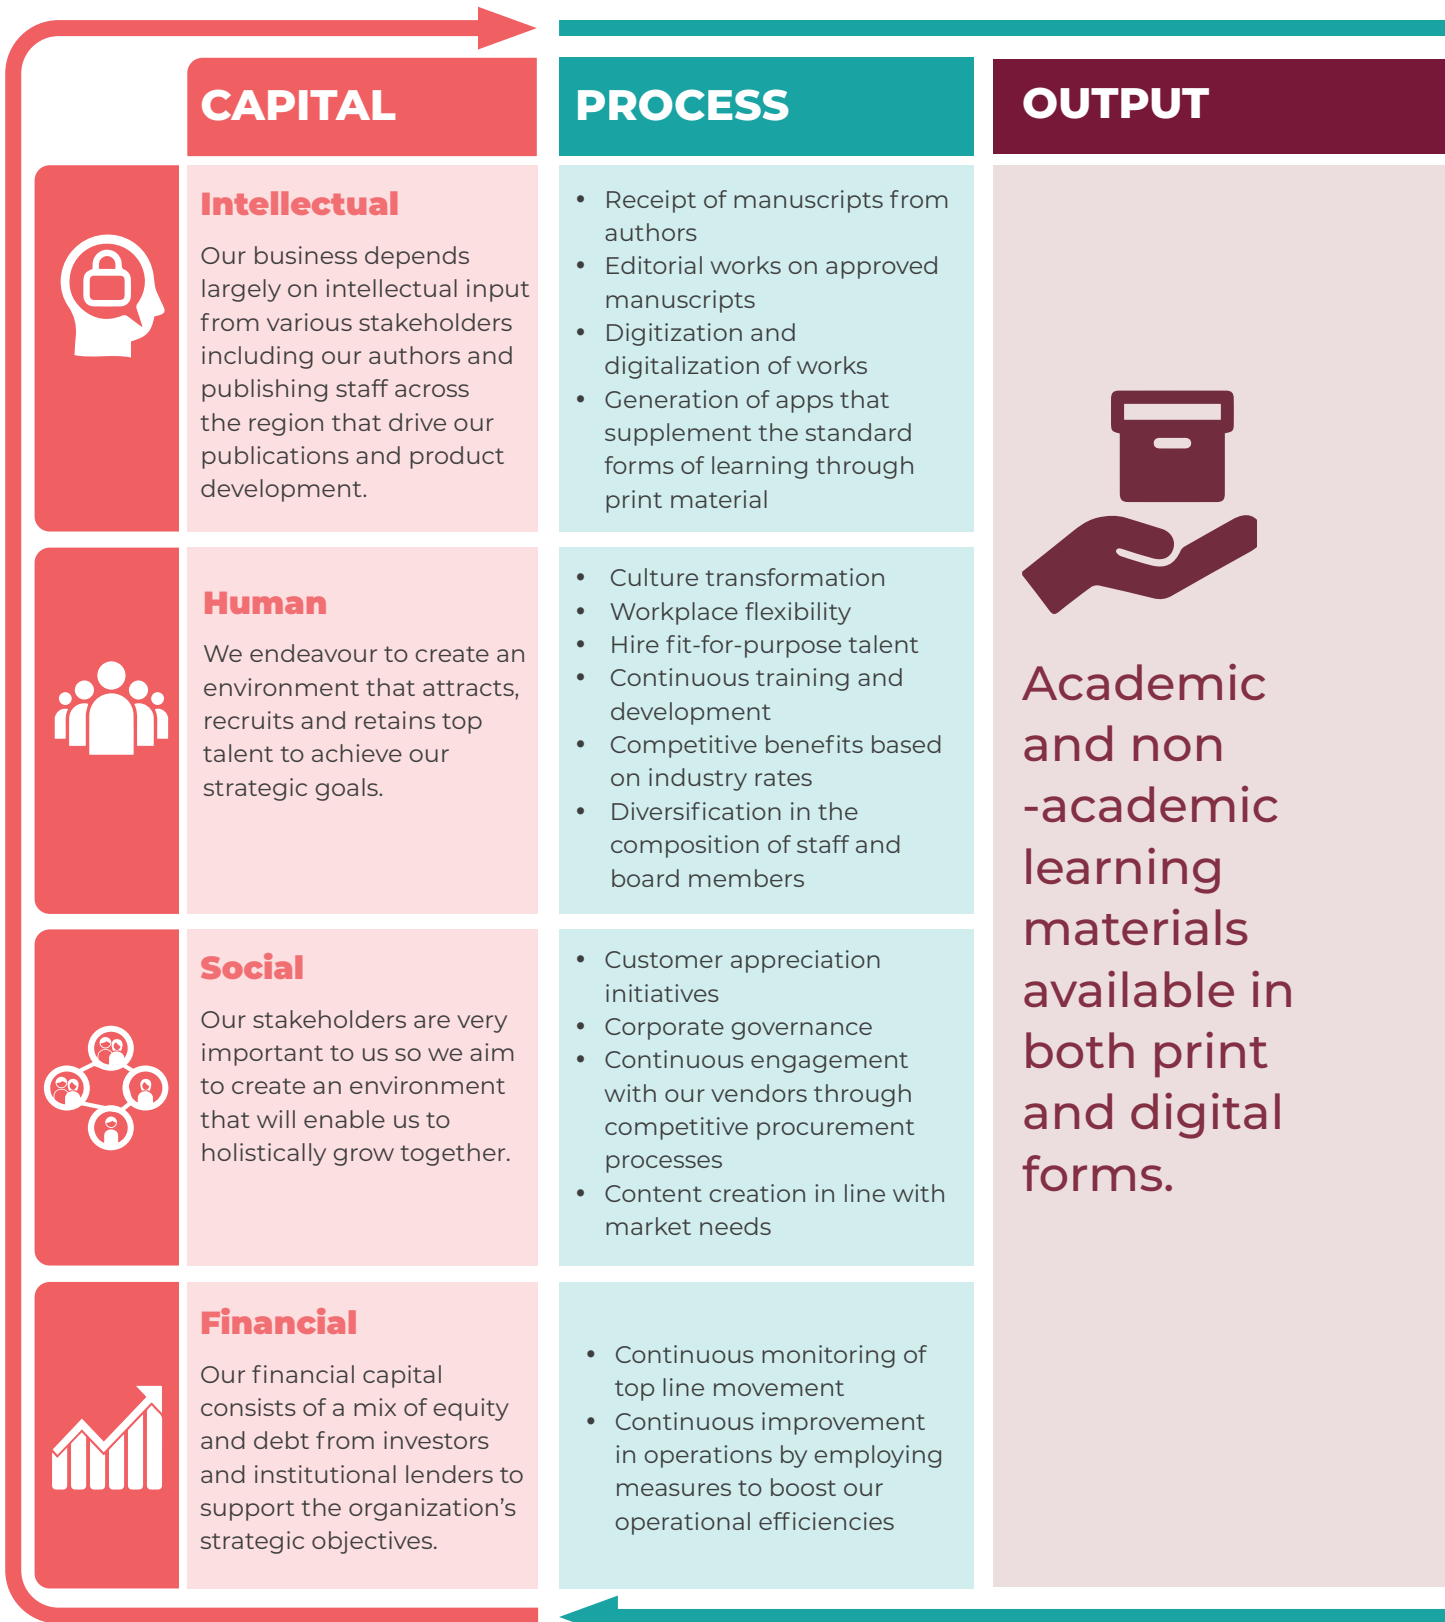 CAPITAL
PROCESS
OUTPUT
Intellectual
Our business depends
largely on intellectual input
from various stakeholders
including our authors and
publishing staff across
the region that drive our
publications and product
development.
• Receipt of manuscripts from
authors
• Editorial works on approved
manuscripts
• Digitization and
digitalization of works
• Generation of apps that
supplement the standard
forms of learning through
print material
Human
We endeavour to create an
environment that attracts,
recruits and retains top
talent to achieve our
strategic goals.
• Culture transformation
• Workplace flexibility
• Hire fit-for-purpose talent
• Continuous training and
development
• Competitive benefits based
on industry rates
• Diversification in the
composition of staff and
board members
Social
Our stakeholders are very
important to us so we aim
to create an environment
that will enable us to
holistically grow together.
• Customer appreciation
initiatives
• Corporate governance
• Continuous engagement
with our vendors through
competitive procurement
processes
• Content creation in line with
market needs
Financial
Our financial capital
consists of a mix of equity
and debt from investors
and institutional lenders to
support the organization’s
strategic objectives.
• Continuous monitoring of
top line movement
• Continuous improvement
in operations by employing
measures to boost our
operational efficiencies
Academic
and non
-academic
learning
materials
available in
both print
and digital
forms.